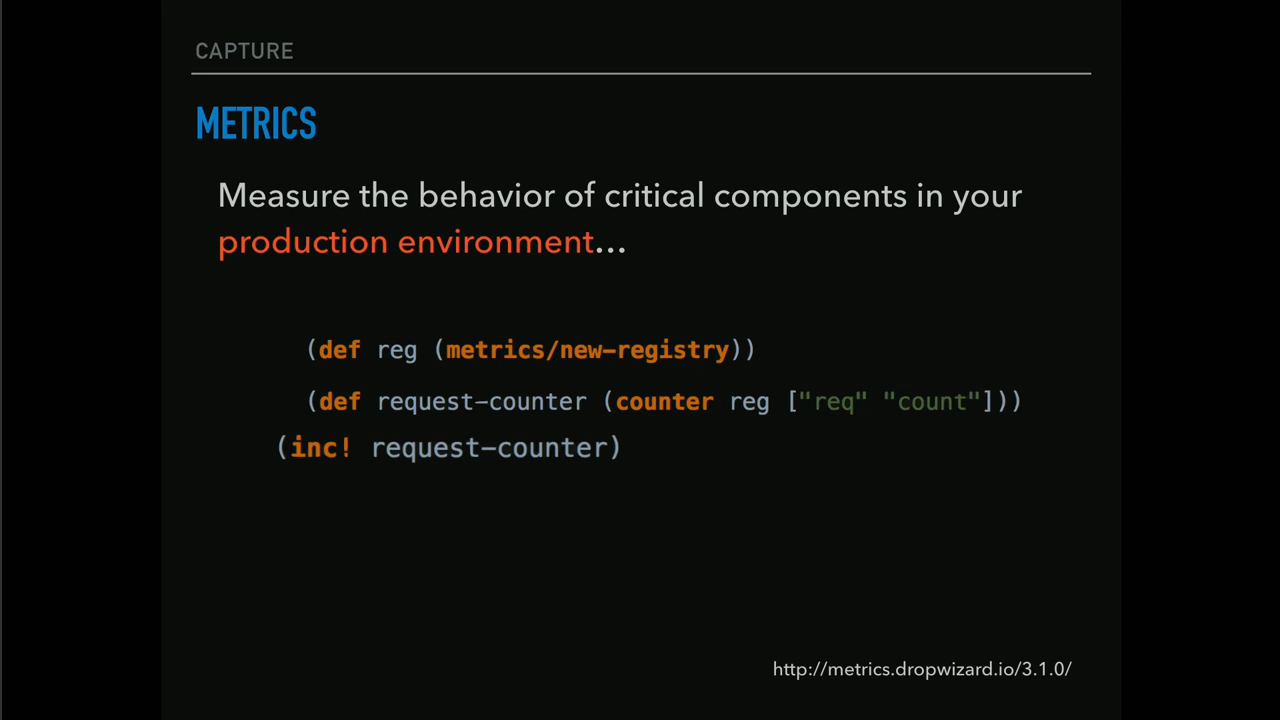 CAPTURE
METRICS
Measure the behavior of critical components in your
production environment...
(def reg (metrics/new-registry))
(def request-counter (counter reg ["req" "count"]))
(inc! request-counter)
http://metrics.dropwizard.io/3.1.0/